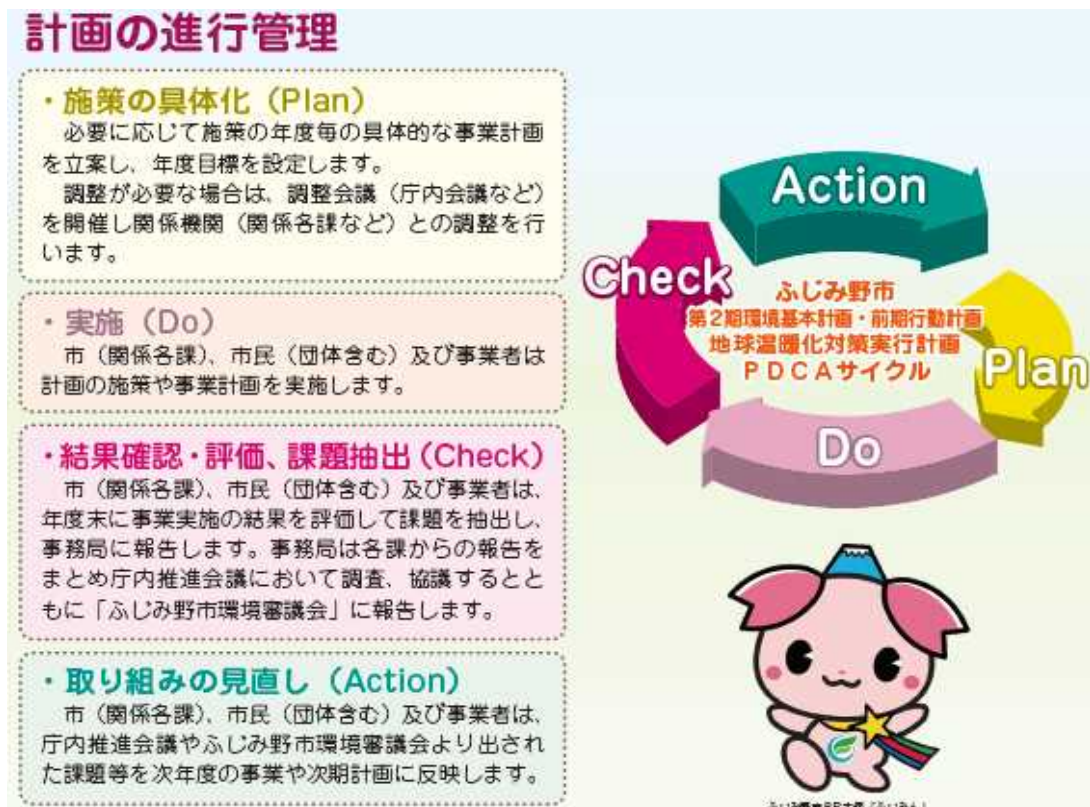 計画の進行管理
・施策の具体化（Plan）
必要に応じて施策の年度毎の具体的な事業計画
を立案し、年度目標を設定します。
調整が必要な場合は、調整会議（庁内会議など）
を開催し関係機関（関係各課など）との調整を行
います。
・実施（Do）
市（関係各課）、市民（団体含む）及び事業者は
計画の施策や事業計画を実施します。
・結果確認・評価、課題抽出（Check）
市（関係各課）、市民（団体含む）及び事業者は、
年度末に事業実施の結果を評価して課題を抽出し、
事務局に報告します。事務局は各課からの報告を
まとめ庁内推進会議において調査、協議するとと
もに「ふじみ野市環境審議会」に報告します。
・取り組みの見直し（Action）
市（関係各課）、市民（団体含む）及び事業者は、
庁内推進会議やふじみ野市環境審議会より出され
た課題等を次年度の事業や次期計画に反映します。
Action
Check
ふじみ野市
第2期環境基本計画・前期行動計画
地球温暖化対策実行計画
PDCAサイクル
Plan
Do